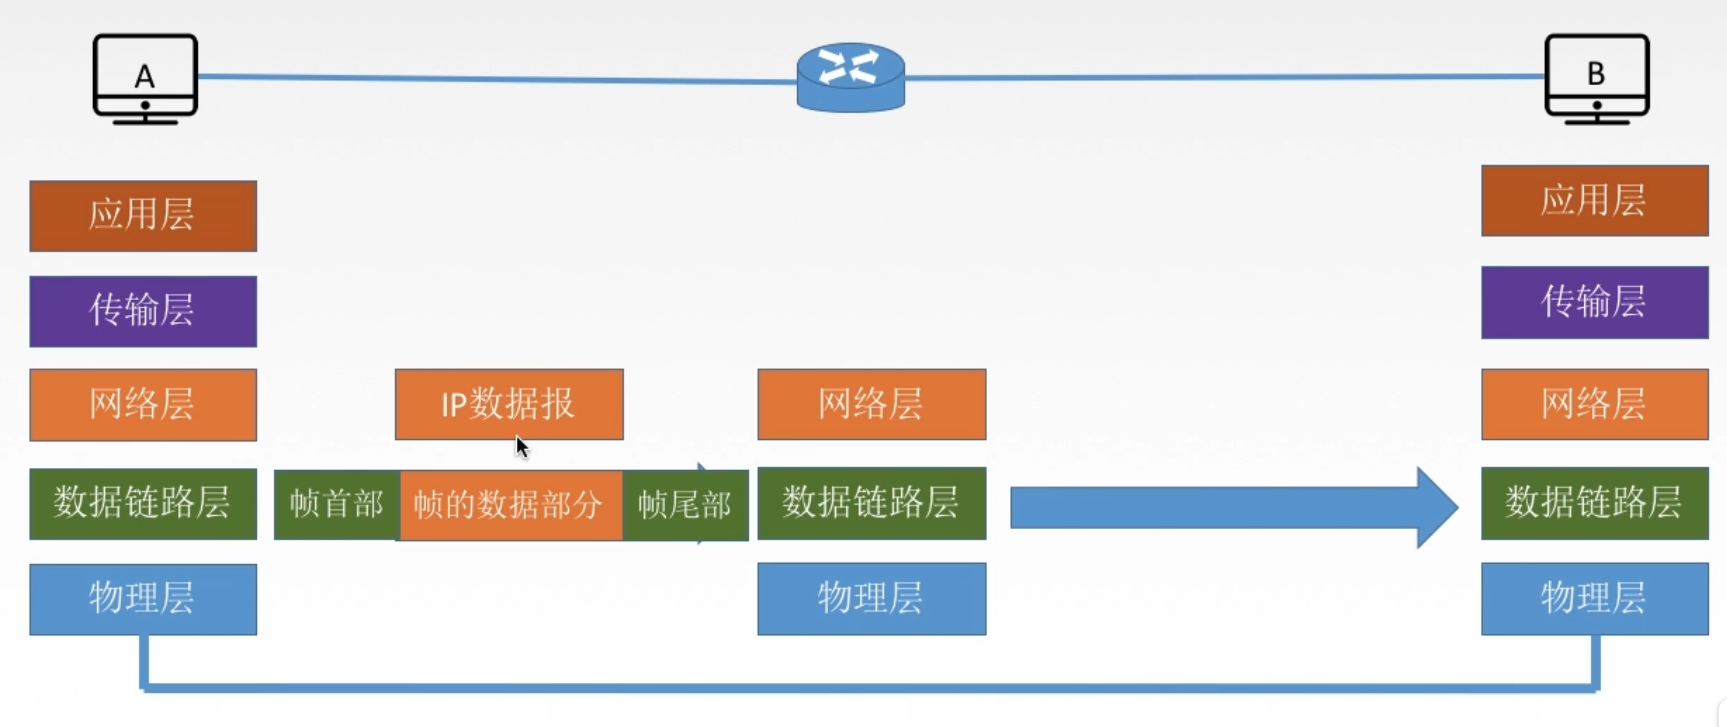 A
B
应用层
应用层
传输层
传输层
网络层
IP数据报
网络层
网络层
数据链路层
帧首部
帧的数据部分
帧尾部
数据链路层
数据链路层
物理层
物理层
物理层